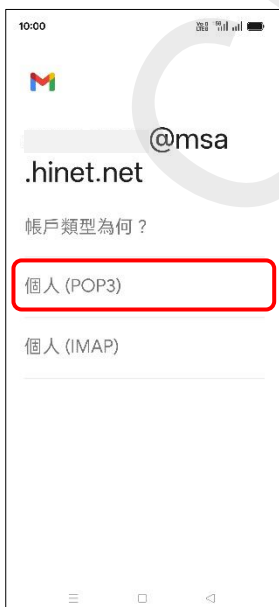 10:00
@msa
.hinet.net
帳戶類型為何？
個人 (POP3)
個人 (IMAP)